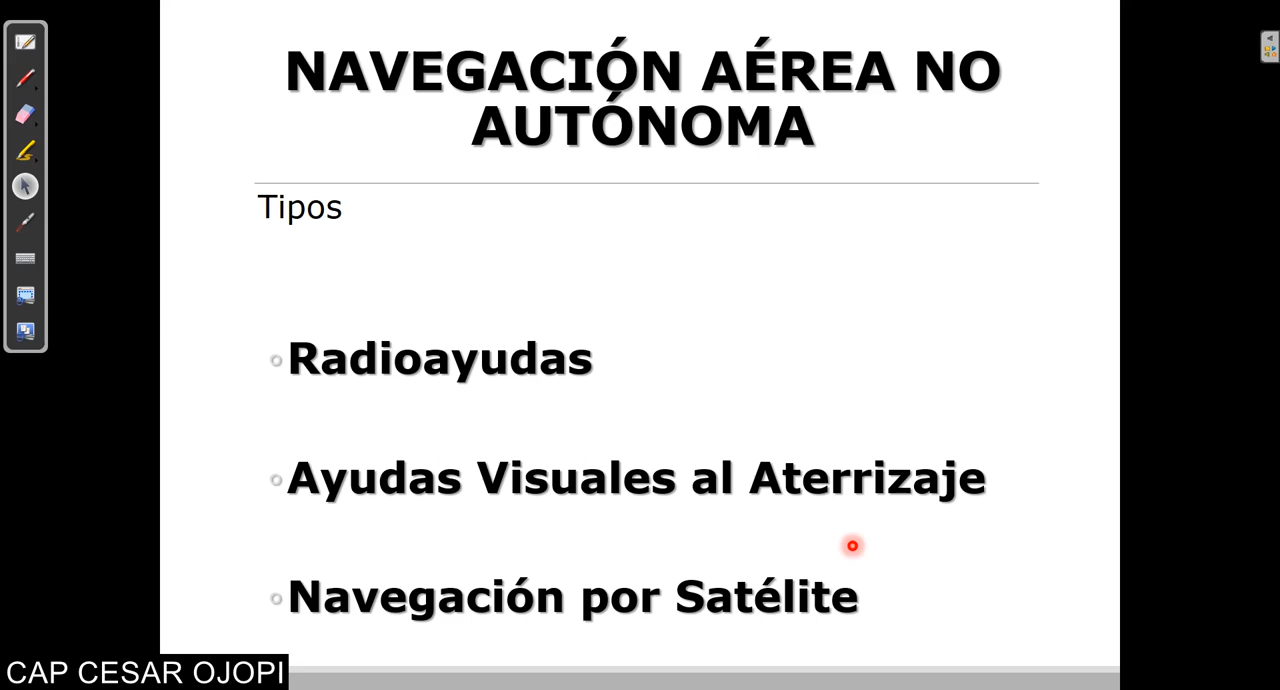 NAVEGACIÓN AÉREA NO
AUTÓNOMA
Tipos
Radioayudas
Ayudas Visuales al Aterrizaje
Navegación por Satélite
CAP CESAR OJOPI